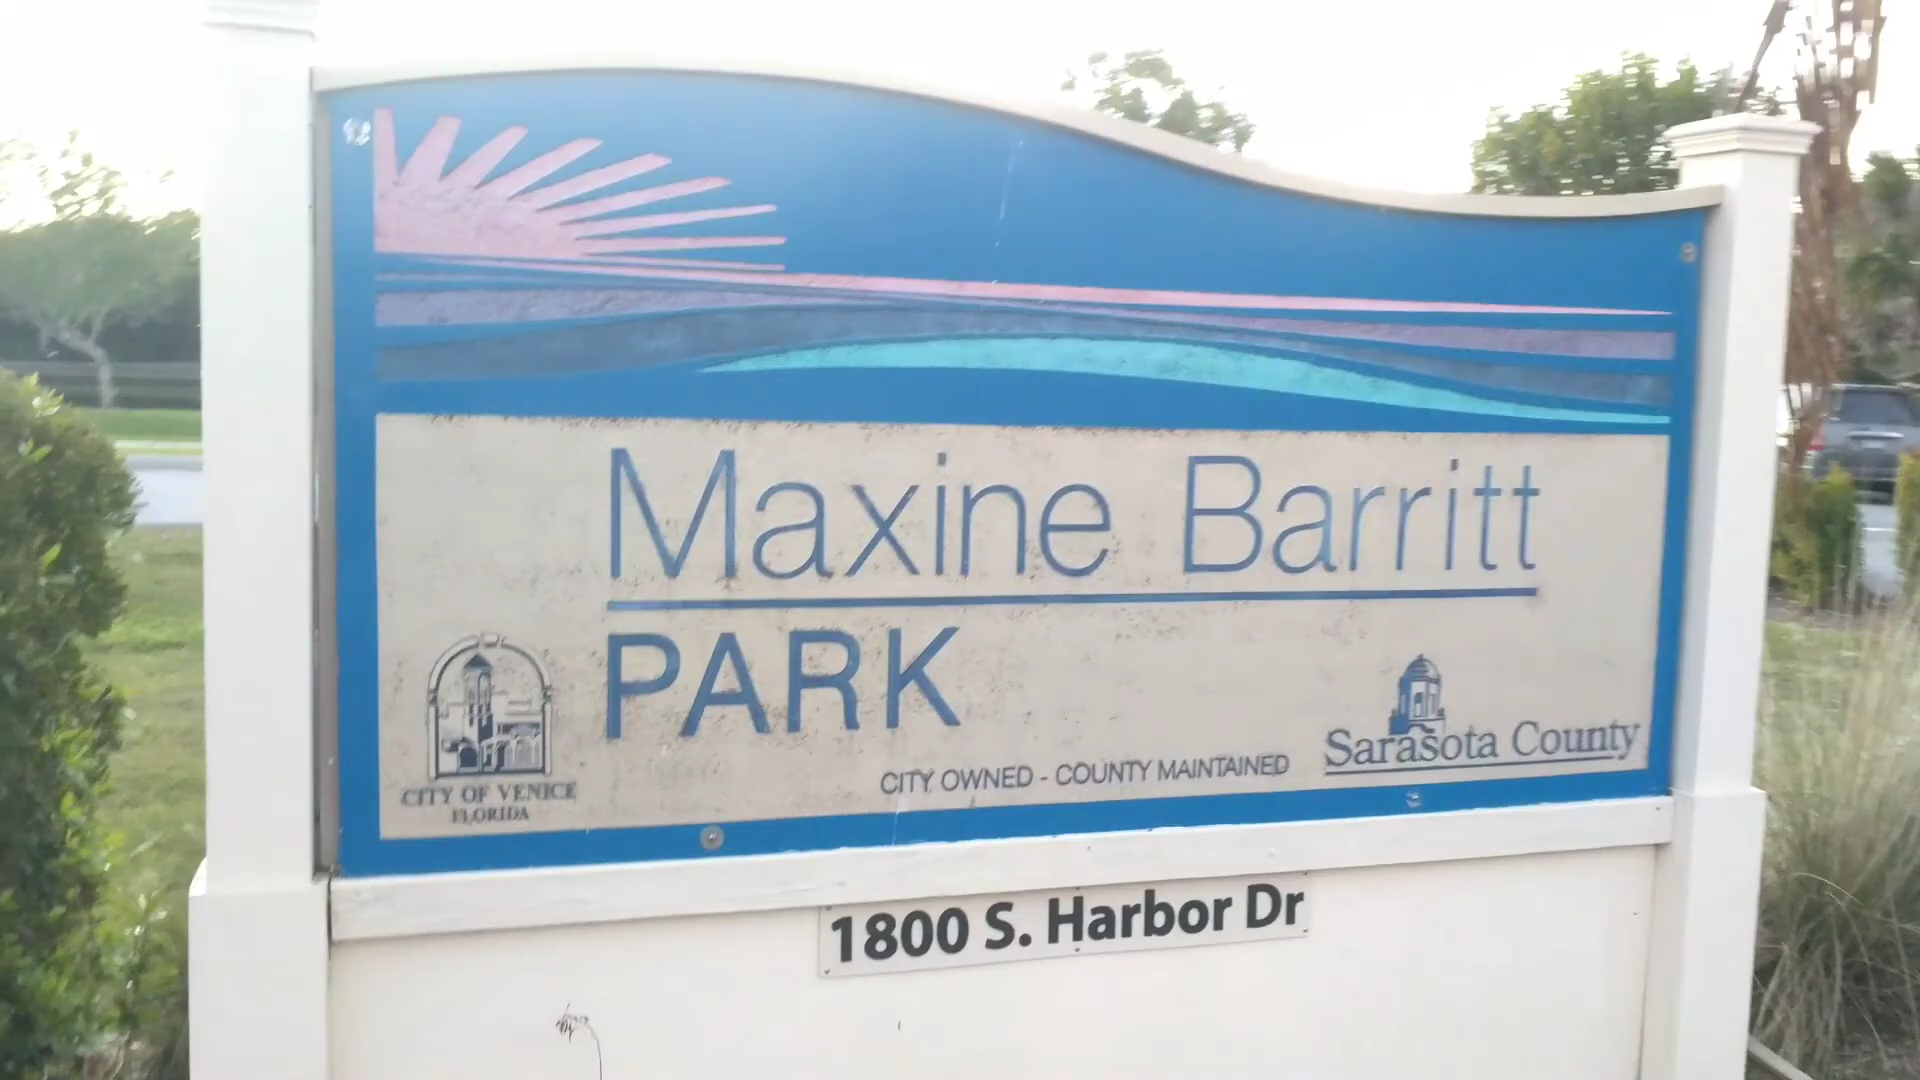 Maxine Barritt
PARK
CITY OF VENICE
FLORIDA
CITY OWNED - COUNTY MAINTAINED
Sarasota County
1800 S. Harbor Dr